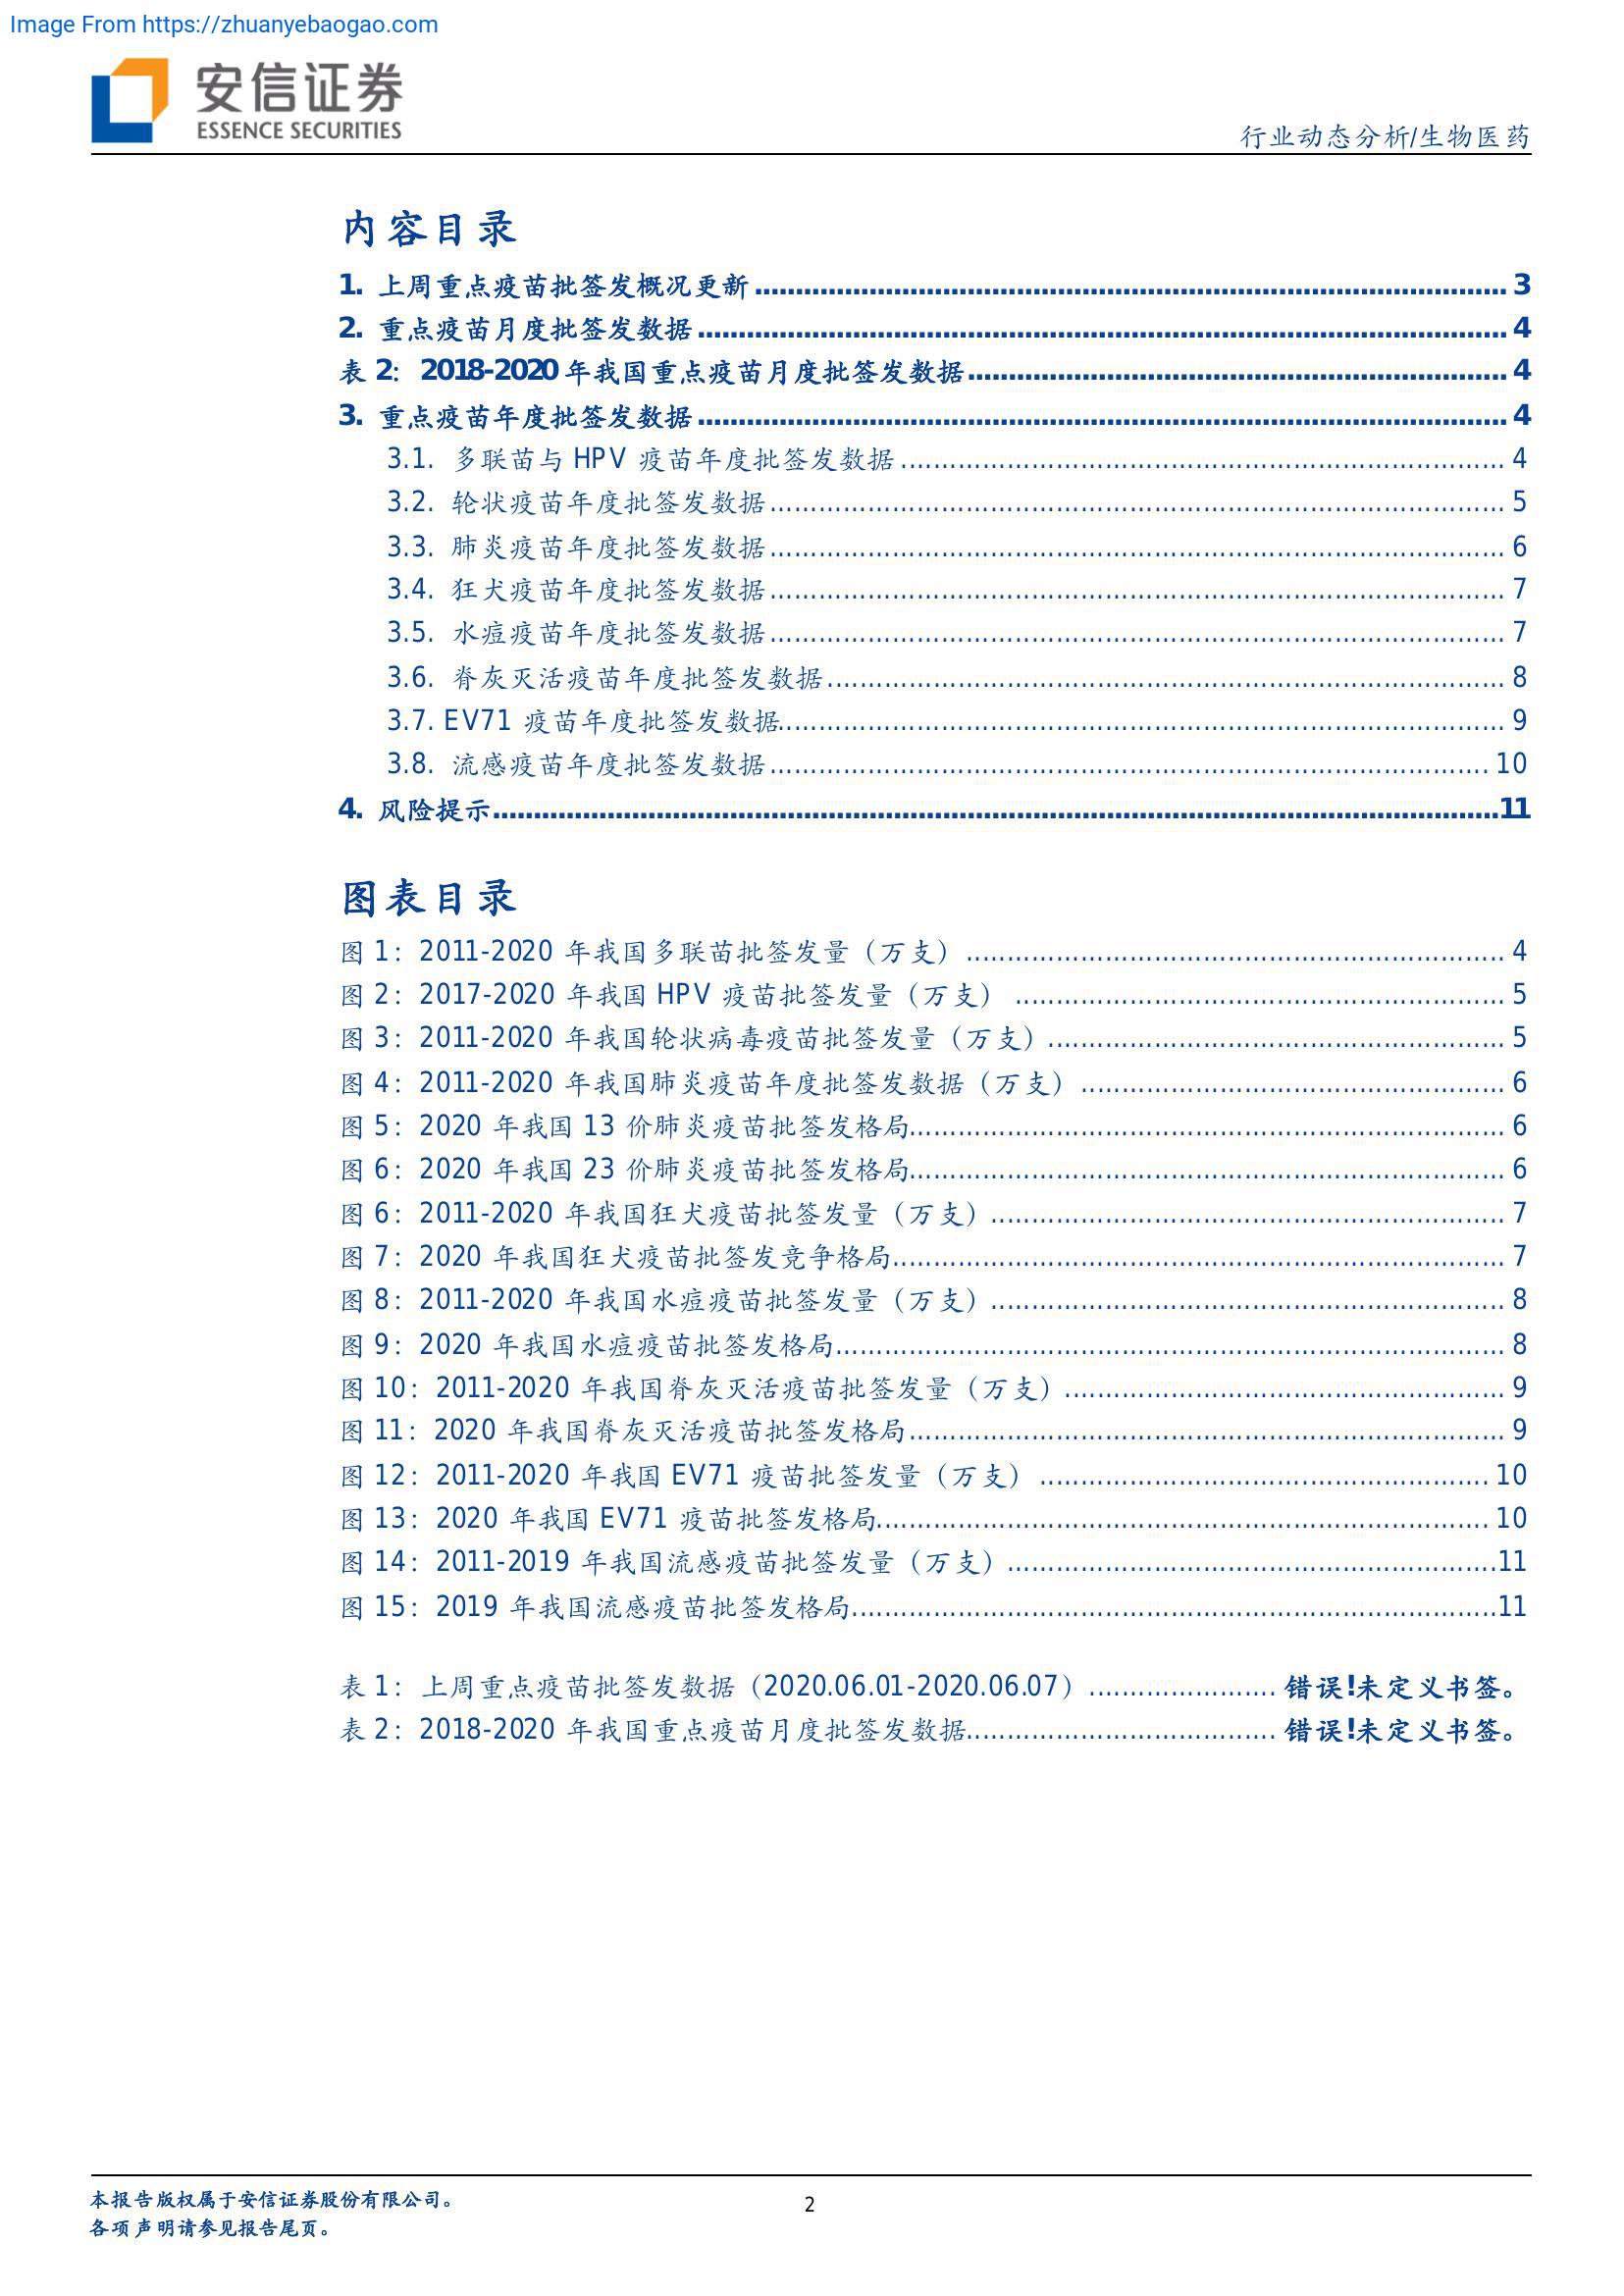 Image From https://zhuanyebaogao.com
安信证券
ESSENCE SECURITIES
行业动态分析/生物医药
内容目录
1. 上周重点疫苗批签发概况更新 3
2. 重点疫苗月度批签发数据 4
表 2: 2018-2020 年我国重点疫苗月度批签发数据 4
3. 重点疫苗年度批签发数据 4
3.1. 多联苗与 HPV 疫苗年度批签发数据 4
3.2. 轮状疫苗年度批签发数据 5
3.3. 肺炎疫苗年度批签发数据 6
3.4. 狂犬疫苗年度批签发数据 7
3.5. 水痘疫苗年度批签发数据 7
3.6. 脊灰灭活疫苗年度批签发数据 8
3.7. EV71 疫苗年度批签发数据 9
3.8. 流感疫苗年度批签发数据 10
4. 风险提示 11
图表目录
图 1: 2011-2020 年我国多联苗批签发量（万支） 4
图 2: 2017-2020 年我国 HPV 疫苗批签发量（万支） 5
图 3: 2011-2020 年我国轮状病毒疫苗批签发量（万支） 5
图 4: 2011-2020 年我国肺炎疫苗年度批签发数据（万支） 6
图 5: 2020 年我国 13 价肺炎疫苗批签发格局 6
图 6: 2020 年我国 23 价肺炎疫苗批签发格局 6
图 6: 2011-2020 年我国狂犬疫苗批签发量（万支） 7
图 7: 2020 年我国狂犬疫苗批签发竞争格局 7
图 8: 2011-2020 年我国水痘疫苗批签发量（万支） 8
图 9: 2020 年我国水痘疫苗批签发格局 8
图 10: 2011-2020 年我国脊灰灭活疫苗批签发量（万支） 9
图 11: 2020 年我国脊灰灭活疫苗批签发格局 9
图 12: 2011-2020 年我国 EV71 疫苗批签发量（万支） 10
图 13: 2020 年我国 EV71 疫苗批签发格局 10
图 14: 2011-2019 年我国流感疫苗批签发量（万支） 11
图 15: 2019 年我国流感疫苗批签发格局 11
表 1: 上周重点疫苗批签发数据（2020.06.01-2020.06.07） 错误!未定义书签。
表 2: 2018-2020 年我国重点疫苗月度批签发数据 错误!未定义书签。
本报告版权属于安信证券股份有限公司。
各项声明请参见报告尾页。
2